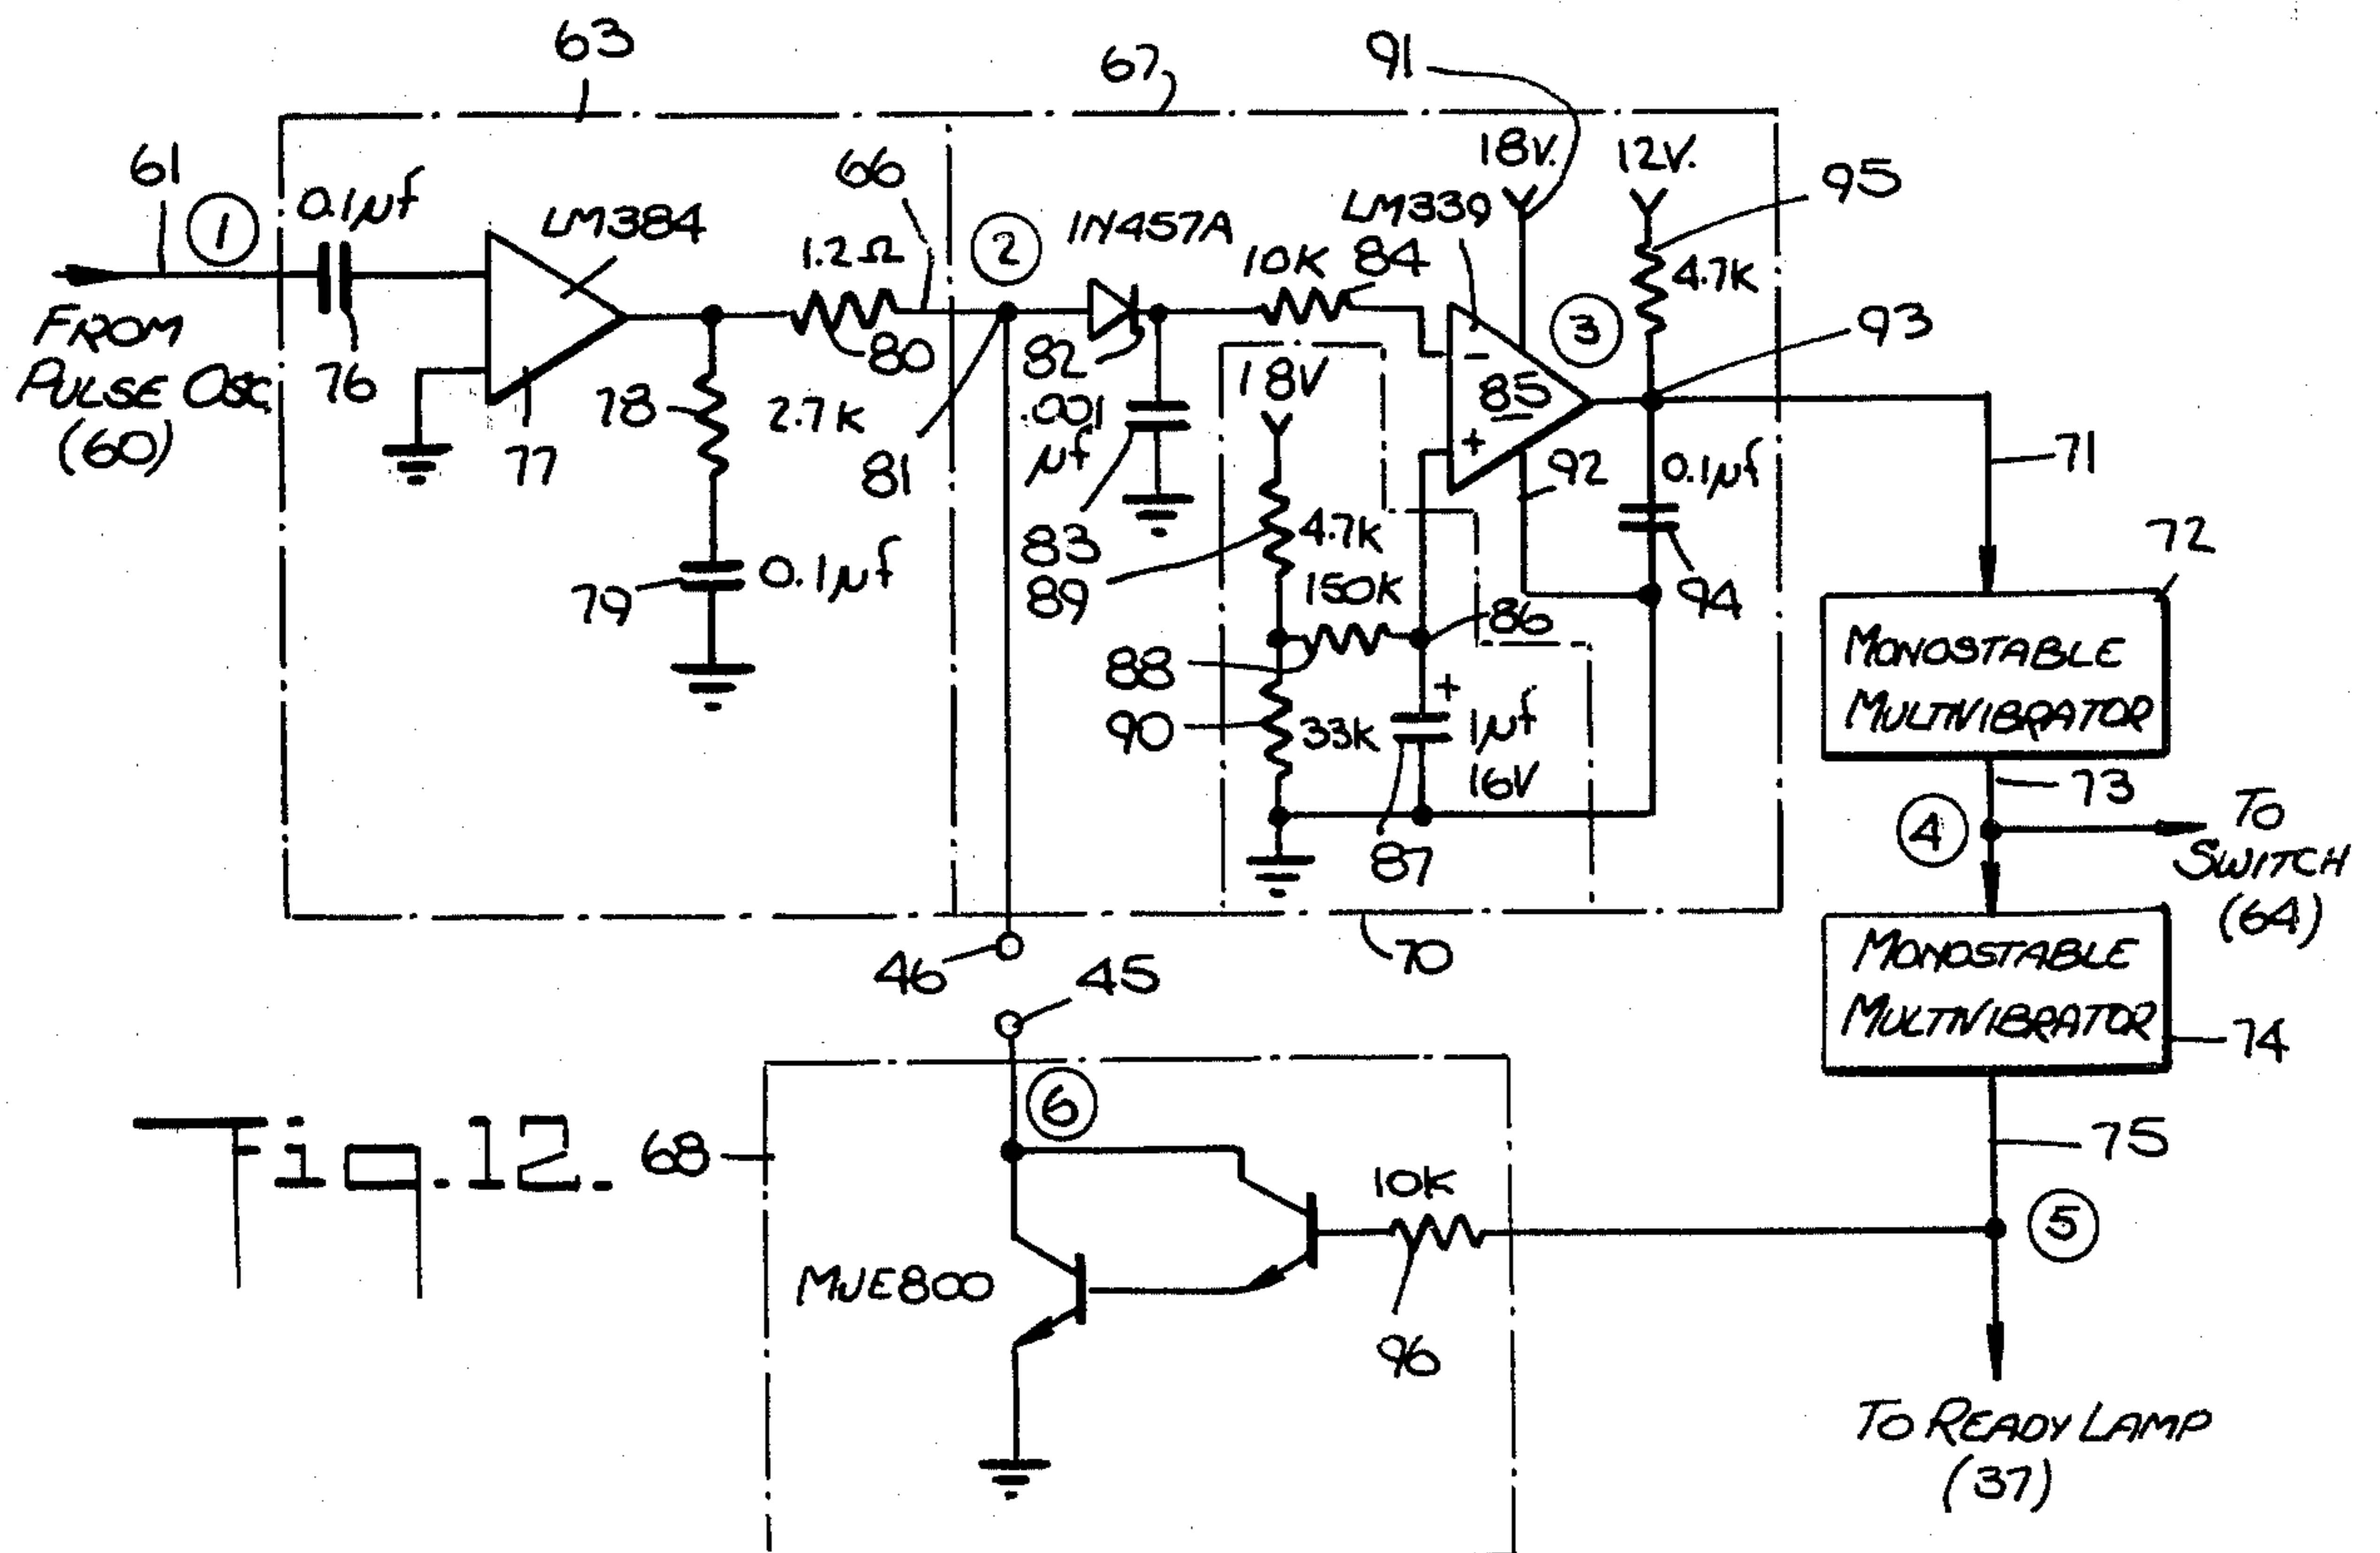 63
67
91
61
1
0.1µf
LM384
66
2
1N457A
LM339
18V.
12V.
95
1.2Ω
10K
84
3
4.7K
93
FROM
PULSE OSC
(60)
76
77
78
2.7K
80
81
82
.001
µf
18V
-
85
+
92
0.1µf
71
83
89
4.7K
150K
86
94
72
79
0.1µf
88
90
33K
+
1µf
16V
87
MONOSTABLE
MULTIVIBRATOR
73
4
TO
SWITCH
(64)
46
45
70
MONOSTABLE
MULTIVIBRATOR
74
6
Fig.12.
68
10K
75
5
MJE800
96
TO READY LAMP
(37)